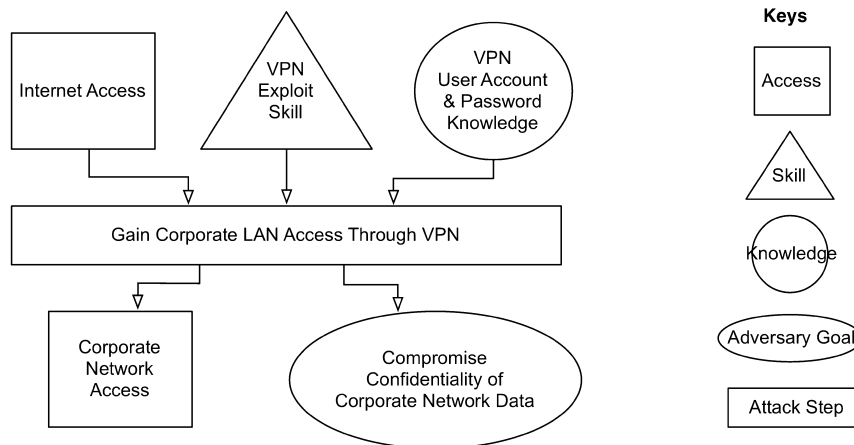 Internet Access
VPN
Exploit
Skill
VPN
User Account
& Password
Knowledge
Gain Corporate LAN Access Through VPN
Corporate
Network
Access
Compromise
Confidentiality of
Corporate Network Data
Keys
Access
Skill
Knowledge
Adversary Goal
Attack Step